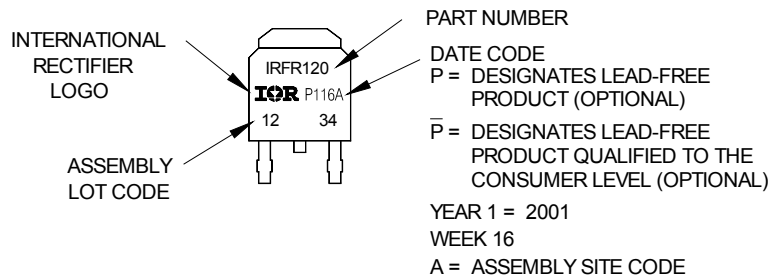 INTERNATIONAL
RECTIFIER
LOGO
ASSEMBLY
LOT CODE
IRFR120
IOR P116A
12 34
PART NUMBER
DATE CODE
P = DESIGNATES LEAD-FREE
PRODUCT (OPTIONAL)
P̅ = DESIGNATES LEAD-FREE
PRODUCT QUALIFIED TO THE
CONSUMER LEVEL (OPTIONAL)
YEAR 1 = 2001
WEEK 16
A = ASSEMBLY SITE CODE